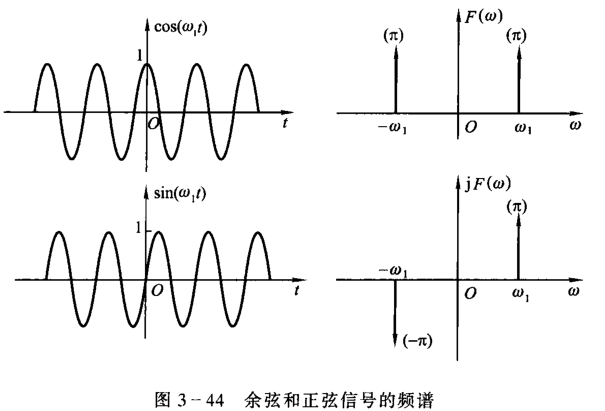 cos(ω₁t)
1
O
t
F(ω)
(π)
(π)
-ω₁
O
ω₁
ω
sin(ω₁t)
1
O
t
jF(ω)
(π)
-ω₁
O
ω₁
ω
(-π)
图 3-44 余弦和正弦信号的频谱